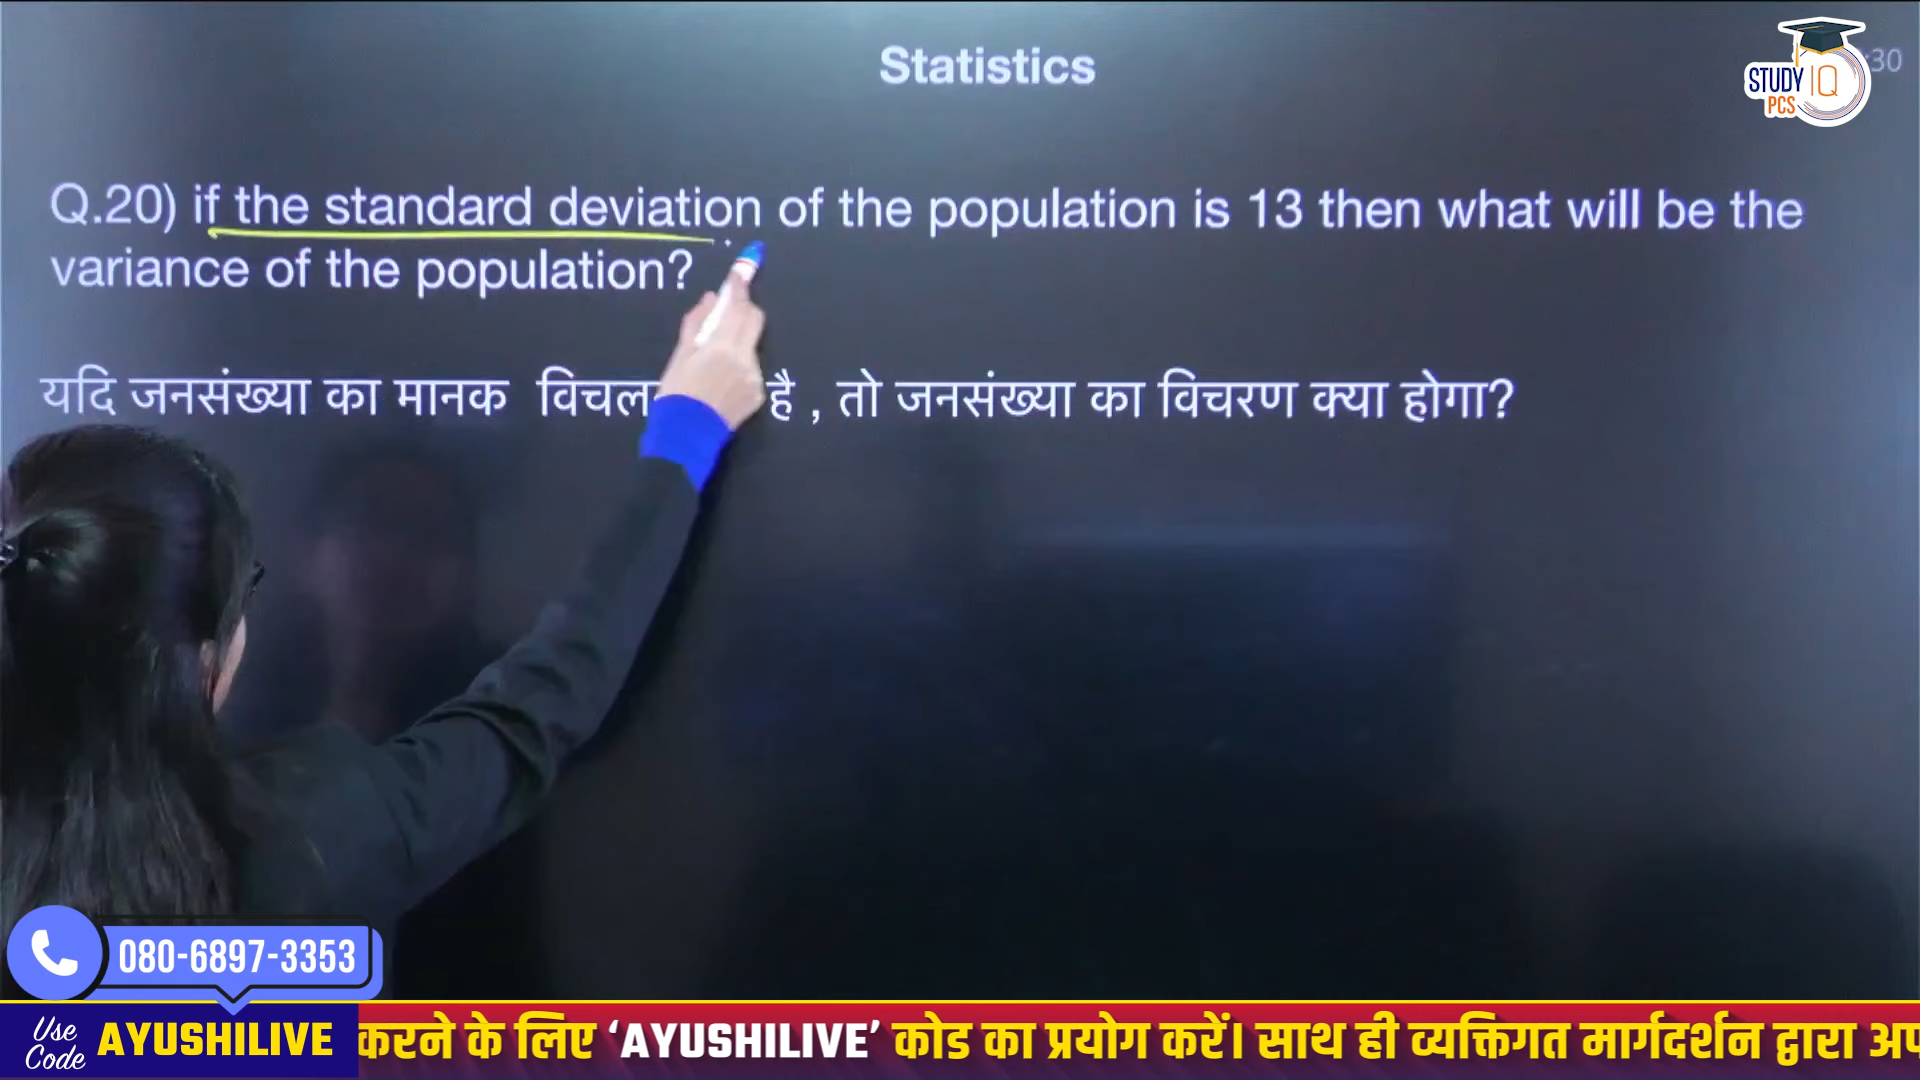 Statistics
:30
STUDY IQ
PCS
Q.20) if the standard deviation of the population is 13 then what will be the
variance of the population?
यदि जनसंख्या का मानक विचल है , तो जनसंख्या का विचरण क्या होगा?
080-6897-3353
Use Code AYUSHILIVE
करने के लिए ‘AYUSHILIVE’ कोड का प्रयोग करें। साथ ही व्यक्तिगत मार्गदर्शन द्वारा अप